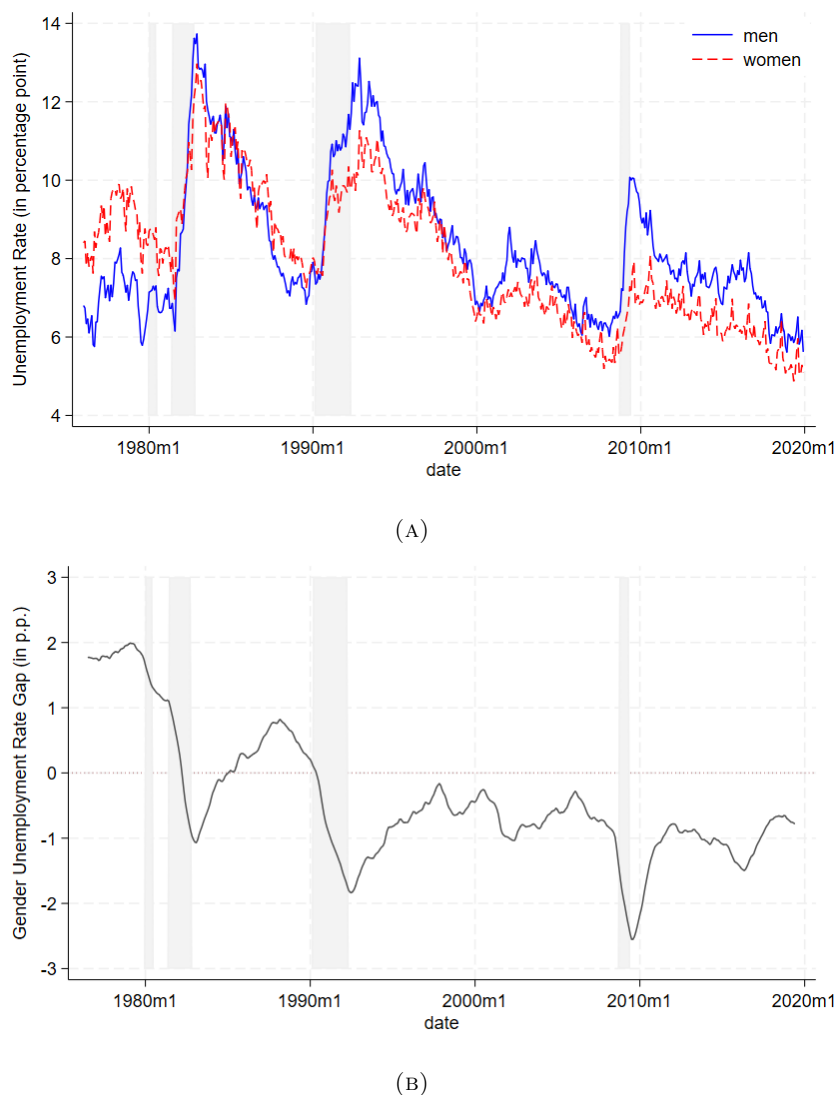 Unemployment Rate (in percentage point)
14
12
10
8
6
4
men
women
1980m1 1990m1 2000m1 2010m1 2020m1
date
(A)
Gender Unemployment Rate Gap (in p.p.)
3
2
1
0
-1
-2
-3
1980m1 1990m1 2000m1 2010m1 2020m1
date
(B)